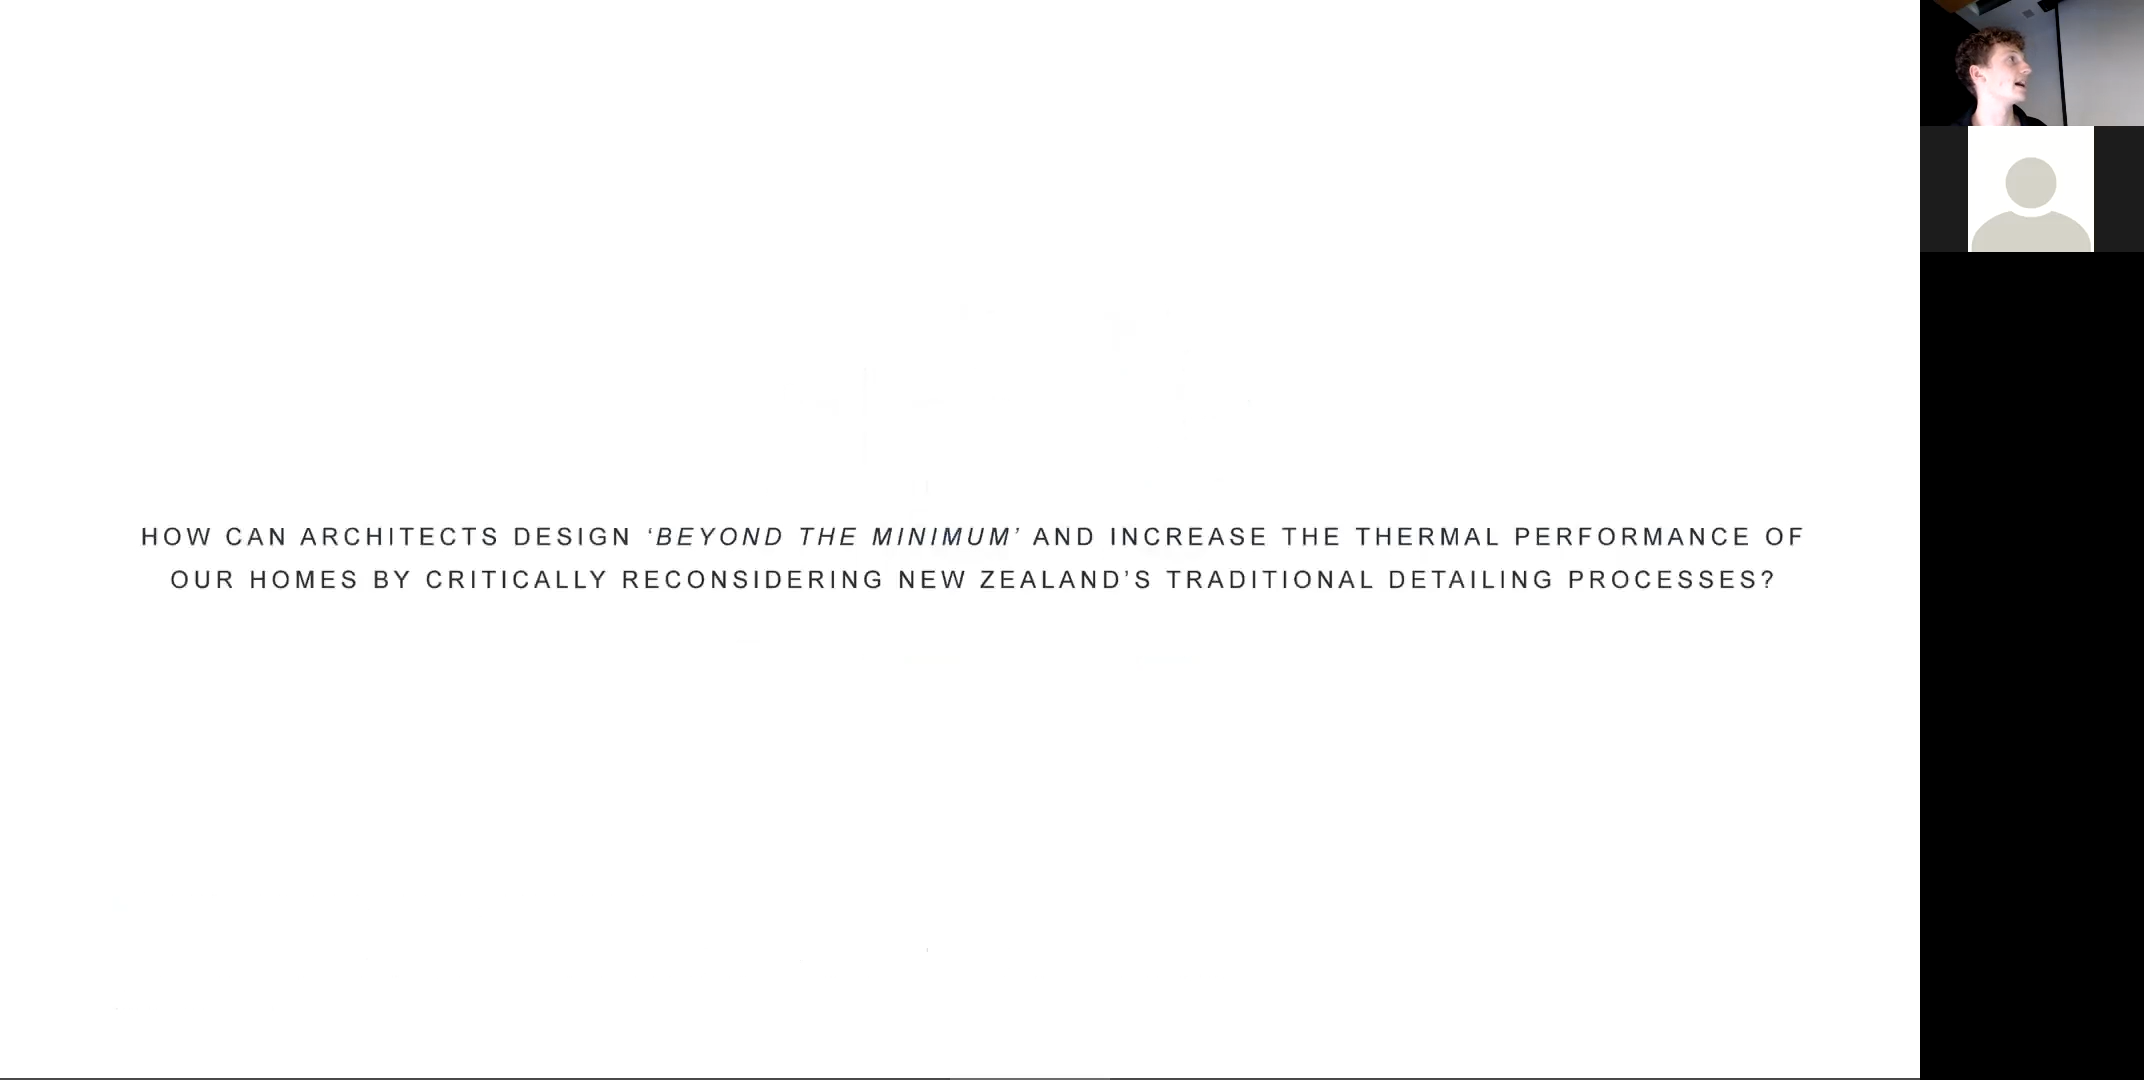 HOW CAN ARCHITECTS DESIGN ‘BEYOND THE MINIMUM’ AND INCREASE THE THERMAL PERFORMANCE OF
OUR HOMES BY CRITICALLY RECONSIDERING NEW ZEALAND’S TRADITIONAL DETAILING PROCESSES?